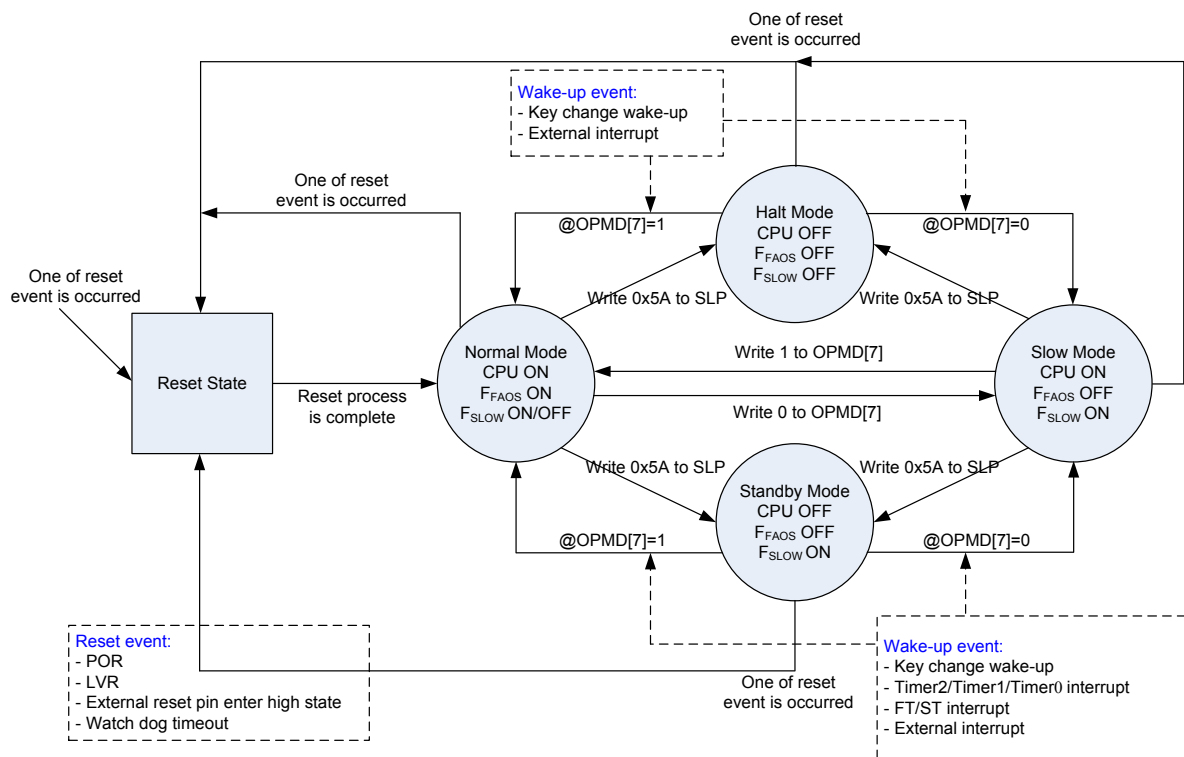 One of reset
event is occurred
Wake-up event:
- Key change wake-up
- External interrupt
One of reset
event is occurred
@OPMD[7]=1
Halt Mode
CPU OFF
FFAOS OFF
FSLOW OFF
@OPMD[7]=0
One of reset
event is occurred
Write 0x5A to SLP
Write 0x5A to SLP
Reset State
Reset process
is complete
Normal Mode
CPU ON
FFAOS ON
FSLOW ON/OFF
Write 1 to OPMD[7]
Write 0 to OPMD[7]
Slow Mode
CPU ON
FFAOS OFF
FSLOW ON
Write 0x5A to SLP
Write 0x5A to SLP
Standby Mode
CPU OFF
FFAOS OFF
FSLOW ON
@OPMD[7]=1
@OPMD[7]=0
Reset event:
- POR
- LVR
- External reset pin enter high state
- Watch dog timeout
One of reset
event is occurred
Wake-up event:
- Key change wake-up
- Timer2/Timer1/Timer0 interrupt
- FT/ST interrupt
- External interrupt